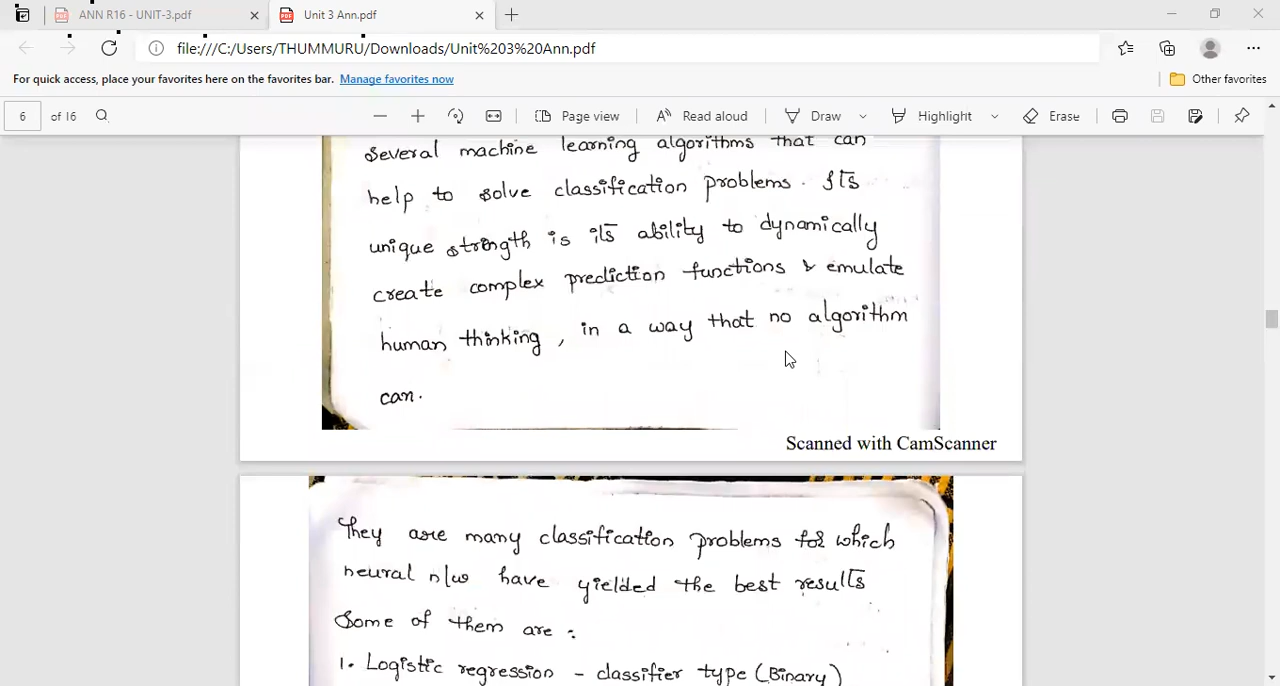 ANN R16 - UNIT-3.pdf
Unit 3 Ann.pdf
file:///C:/Users/THUMMURU/Downloads/Unit%203%20Ann.pdf
For quick access, place your favorites here on the favorites bar. Manage favorites now
Other favorites
6 of 16
Page view
Read aloud
Draw
Highlight
Erase
several machine learning algorithms that can
help to solve classification problems. Its
unique strength is its ability to dynamically
create complex prediction functions & emulate
human thinking, in a way that no algorithm
can.
Scanned with CamScanner
They are many classification problems for which
neural n/w have yielded the best results
Some of them are :
1. Logistic regression - classifier type (Binary)